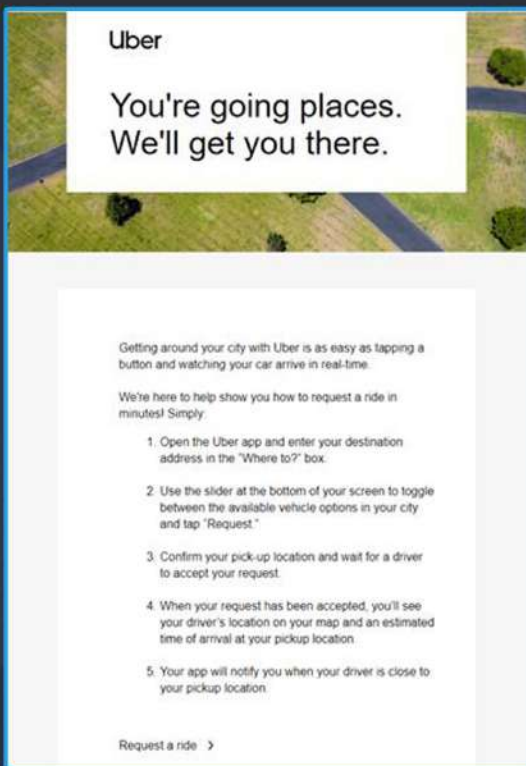 Uber
You're going places.
We'll get you there.
Getting around your city with Uber is as easy as tapping a
button and watching your car arrive in real-time.
We're here to help show you how to request a ride in
minutes! Simply:
1. Open the Uber app and enter your destination
address in the "Where to?" box.
2. Use the slider at the bottom of your screen to toggle
between the available vehicle options in your city
and tap "Request."
3. Confirm your pick-up location and wait for a driver
to accept your request.
4. When your request has been accepted, you'll see
your driver's location on your map and an estimated
time of arrival at your pickup location.
5. Your app will notify you when your driver is close to
your pickup location.
Request a ride >